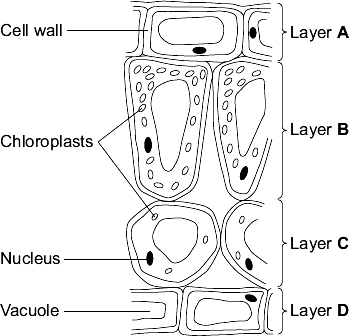 Cell wall
Layer A
Layer B
Chloroplasts
Layer C
Nucleus
Vacuole
Layer D